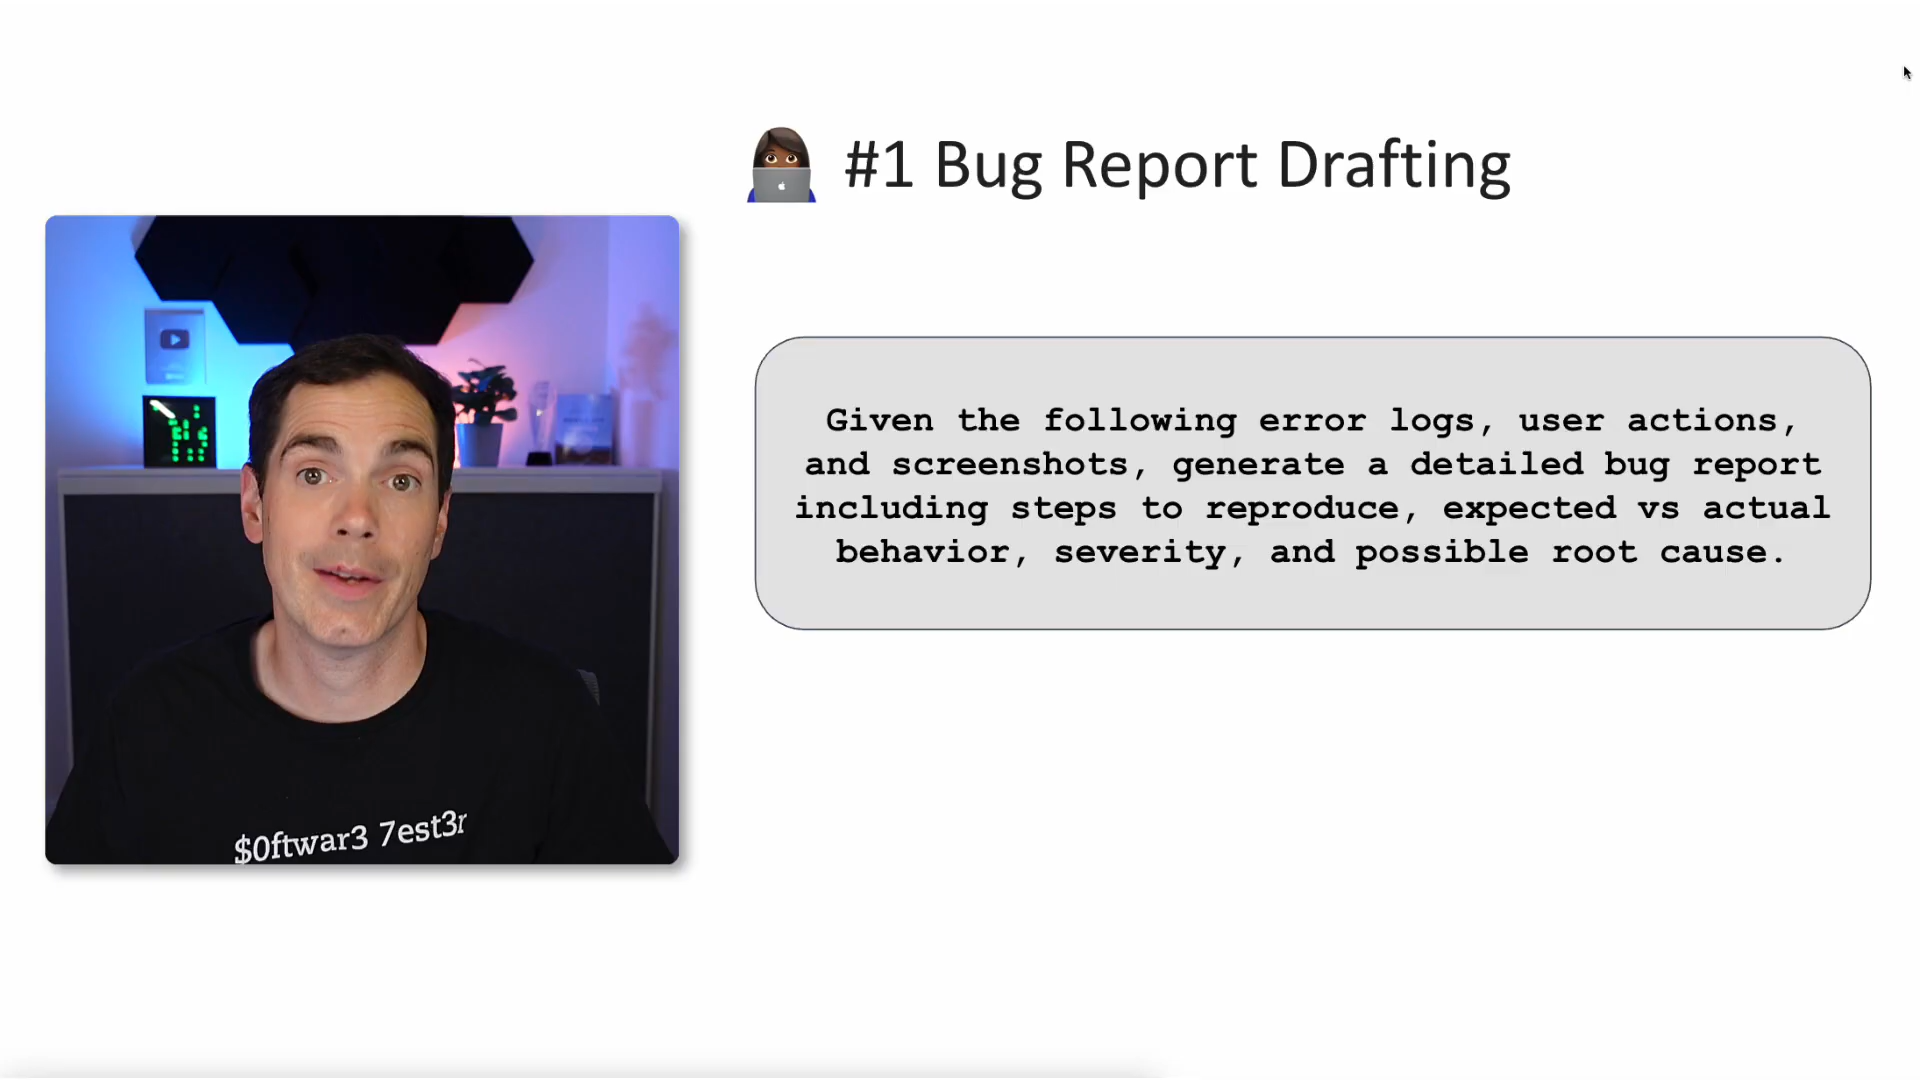 #1 Bug Report Drafting
Given the following error logs, user actions,
and screenshots, generate a detailed bug report
including steps to reproduce, expected vs actual
behavior, severity, and possible root cause.
$0ftwar3 7est3r